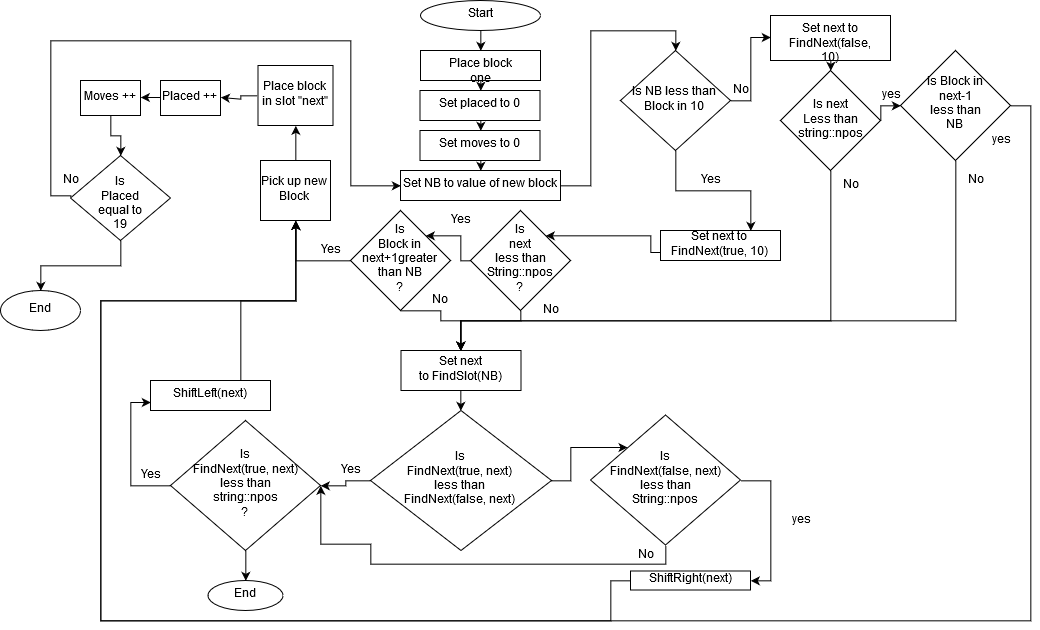 Start
Place block
one
Set placed to 0
Set moves to 0
Set NB to value of new block
Is NB less than
Block in 10
No
Yes
Set next to
FindNext(false,
10)
Is next
Less than
string::npos
yes
No
Is Block in
next-1
less than
NB
yes
No
Set next to
FindNext(true, 10)
Is
next
less than
String::npos
?
Yes
No
Is
Block in
next+1greater
than NB
?
Yes
No
Pick up new
Block
Place block
in slot "next"
Placed ++
Moves ++
Is
Placed
equal to
19
No
End
Set next
to FindSlot(NB)
Is
FindNext(true, next)
less than
FindNext(false, next)
Yes
Is
FindNext(false, next)
less than
String::npos
yes
No
ShiftRight(next)
Is
FindNext(true, next)
less than
string::npos
?
Yes
ShiftLeft(next)
End